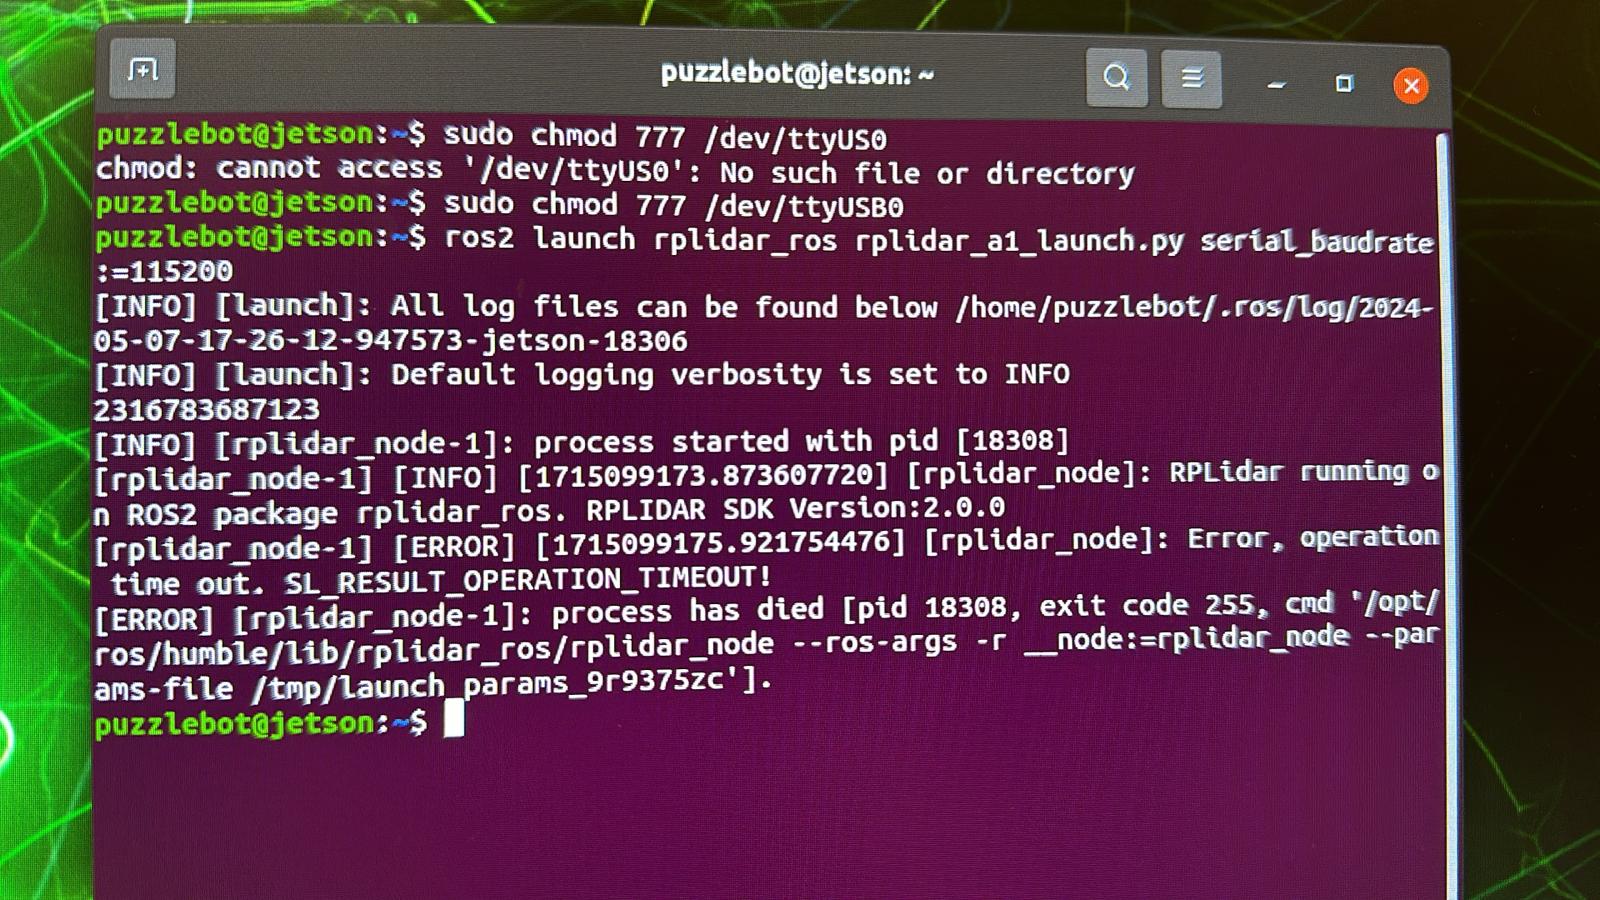 puzzlebot@jetson: ~
puzzlebot@jetson:~$ sudo chmod 777 /dev/ttyUS0
chmod: cannot access '/dev/ttyUS0': No such file or directory
puzzlebot@jetson:~$ sudo chmod 777 /dev/ttyUSB0
puzzlebot@jetson:~$ ros2 launch rplidar_ros rplidar_a1_launch.py serial_baudrate
:=115200
[INFO] [launch]: All log files can be found below /home/puzzlebot/.ros/log/2024-
05-07-17-26-12-947573-jetson-18306
[INFO] [launch]: Default logging verbosity is set to INFO
2316783687123
[INFO] [rplidar_node-1]: process started with pid [18308]
[rplidar_node-1] [INFO] [1715099173.873607720] [rplidar_node]: RPLidar running o
n ROS2 package rplidar_ros. RPLIDAR SDK Version:2.0.0
[rplidar_node-1] [ERROR] [1715099175.921754476] [rplidar_node]: Error, operation
 time out. SL_RESULT_OPERATION_TIMEOUT!
[ERROR] [rplidar_node-1]: process has died [pid 18308, exit code 255, cmd '/opt/
ros/humble/lib/rplidar_ros/rplidar_node --ros-args -r __node:=rplidar_node --par
ams-file /tmp/launch_params_9r9375zc'].
puzzlebot@jetson:~$